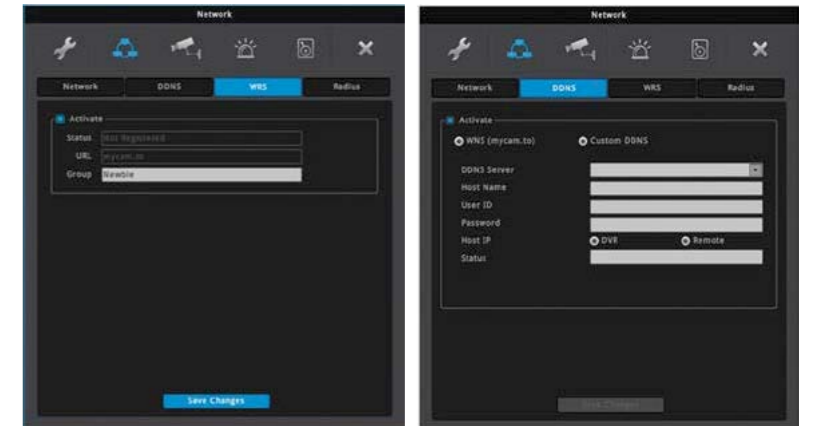 Network
Network DDNS WRS Radius
Activate
Status Not Registered
URL mycam.to
Group Newbie
Save Changes
Network
Network DDNS WRS Radius
Activate
WNS (mycam.to) Custom DDNS
DDNS Server
Host Name
User ID
Password
Host IP DVR Remote
Status
Save Changes